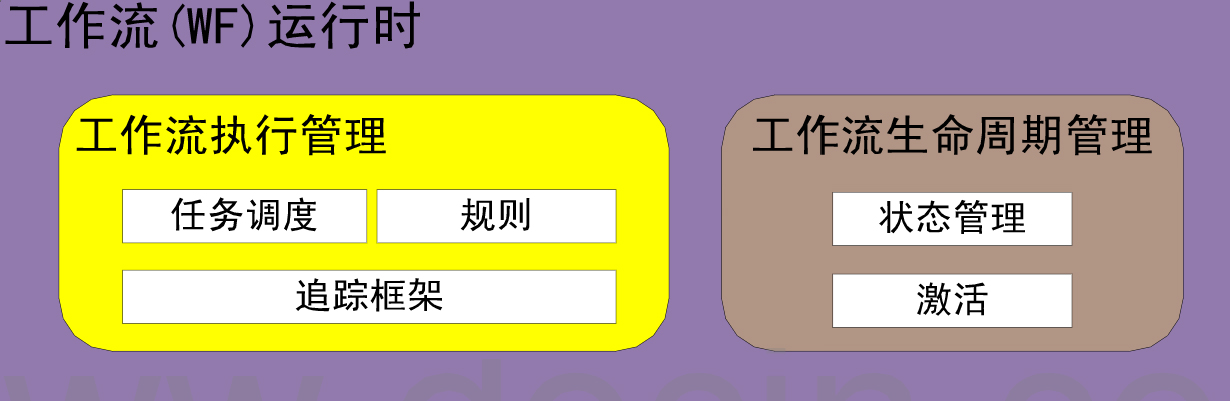 工作流(WF)运行时
工作流执行管理
任务调度
规则
追踪框架
工作流生命周期管理
状态管理
激活